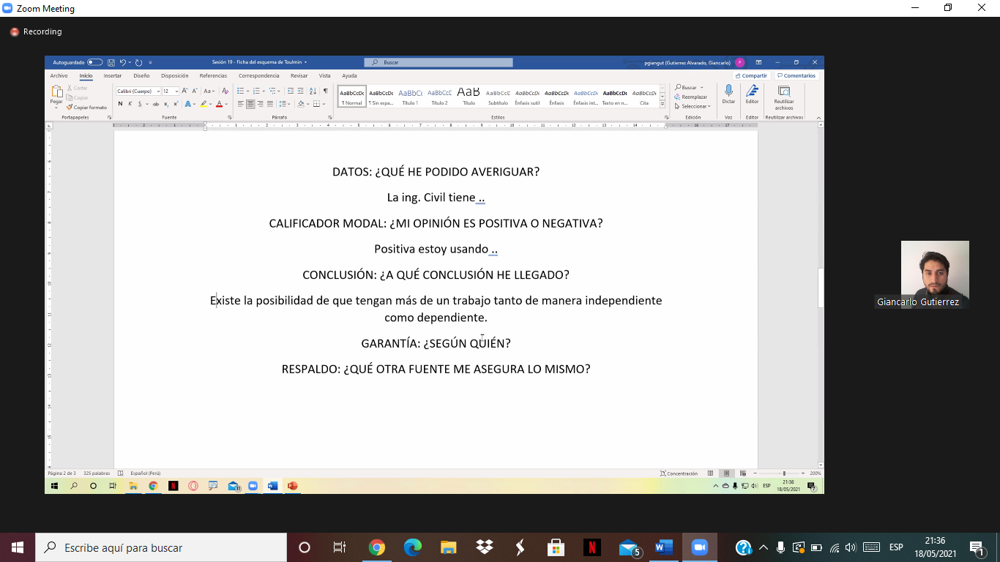 Zoom Meeting
Recording
Autoguardado
Sesión 19 - Ficha del esquema de Toulmin
Buscar
pgiangut (Gutierrez Alvarado, Giancarlo)
P
Archivo Inicio Insertar Diseño Disposición Referencias Correspondencia Revisar Vista Ayuda
Compartir Comentarios
Pegar
Cortar
Copiar
Copiar formato
Portapapeles
Calibri (Cuerpo) 12
Fuente
Párrafo
AaBbCcDc AaBbCcDc AaBbCc AaBbCcC AaB AaBbCcC AaBbCcDc AaBbCcDc AaBbCcDc AaBbCcDc AaBbCcDc
¶ Normal ¶ Sin espa... Título 1 Título 2 Título Subtítulo Énfasis sutil Énfasis Énfasis int... Texto en n... Cita
Estilos
Buscar
Reemplazar
Seleccionar
Edición
Dictar
Voz
Editor
Editor
Reutilizar archivos
Reutilizar archivos
DATOS: ¿QUÉ HE PODIDO AVERIGUAR?
La ing. Civil tiene ..
CALIFICADOR MODAL: ¿MI OPINIÓN ES POSITIVA O NEGATIVA?
Positiva estoy usando ..
CONCLUSIÓN: ¿A QUÉ CONCLUSIÓN HE LLEGADO?
Existe la posibilidad de que tengan más de un trabajo tanto de manera independiente
como dependiente.
GARANTÍA: ¿SEGÚN QUIÉN?
RESPALDO: ¿QUÉ OTRA FUENTE ME ASEGURA LO MISMO?
Giancarlo Gutierrez
Página 2 de 3 325 palabras Español (Perú) Concentración 200%
ESP 21:36
18/05/2021
Escribe aquí para buscar
5
ESP
21:36
18/05/2021
1